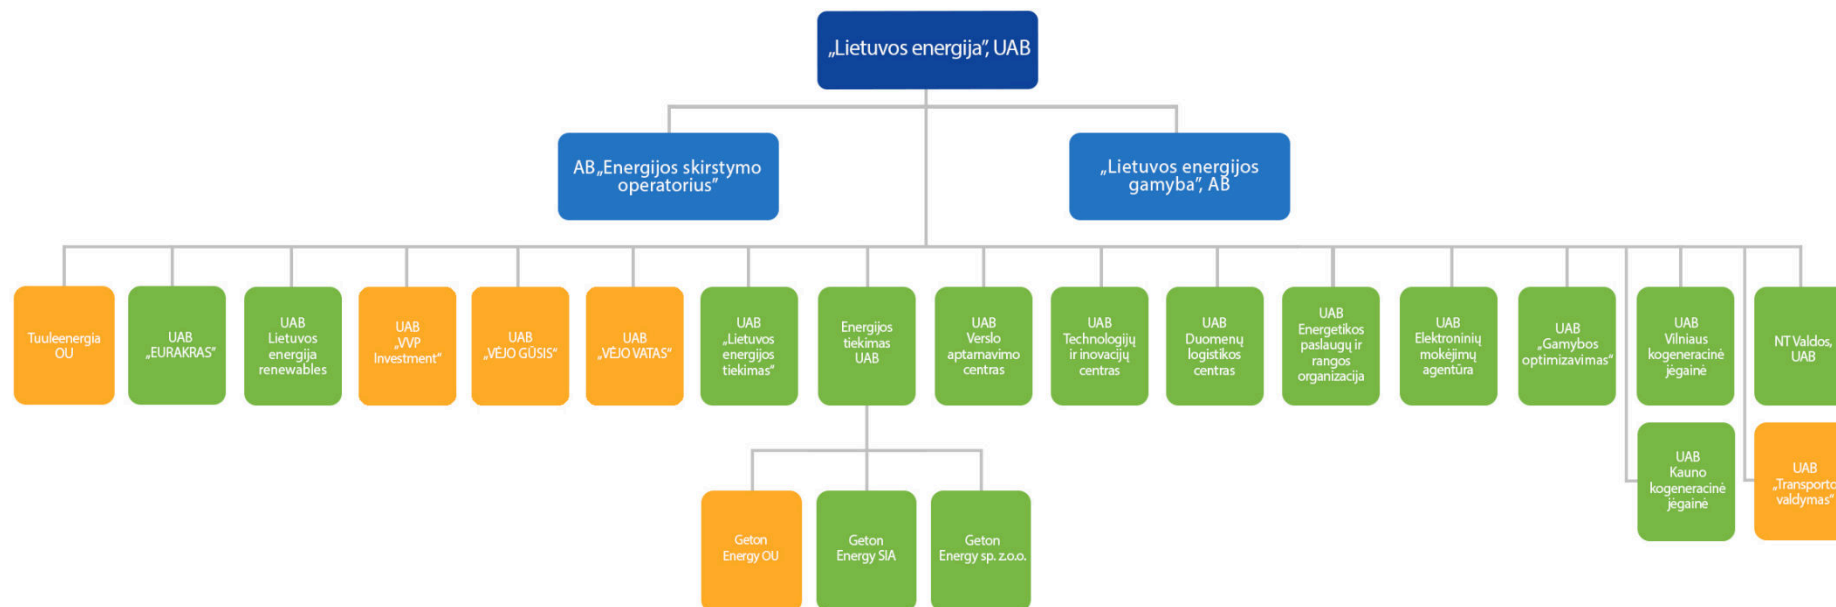 „Lietuvos energija”, UAB
AB„Energijos skirstymo
operatorius”
„Lietuvos energijos
gamyba”, AB
Tuuleenergia
OU
UAB
„EURAKRAS”
UAB
Lietuvos
energija
renewables
UAB
„VVP
Investment“
UAB
„VĖJO GŪSIS”
UAB
„VĖJO VATAS”
UAB
„Lietuvos
energijos
tiekimas”
Energijos
tiekimas
UAB
UAB
Verslo
aptarnavimo
centras
UAB
Technologijų
ir inovacijų
centras
UAB
Duomenų
logistikos
centras
UAB
Energetikos
paslaugų ir
rangos
organizacija
UAB
Elektroninių
mokėjimų
agentūra
UAB
„Gamybos
optimizavimas“
UAB
Vilniaus
kogeneracinė
jėgainė
NT Valdos,
UAB
UAB
Kauno
kogeneracinė
jėgainė
UAB
„Transporto
valdymas“
Geton
Energy OU
Geton
Energy SIA
Geton
Energy sp. z.o.o.